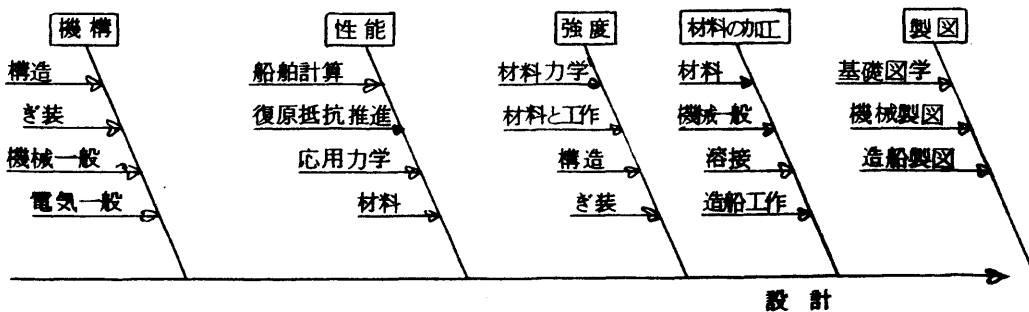 機構
構造
ぎ装
機械一般
電気一般
性能
船舶計算
復原抵抗推進
応用力学
材料
強度
材料力学
材料と工作
構造
ぎ装
材料の加工
材料
機械一般
溶接
造船工作
製図
基礎図学
機械製図
造船製図
設計